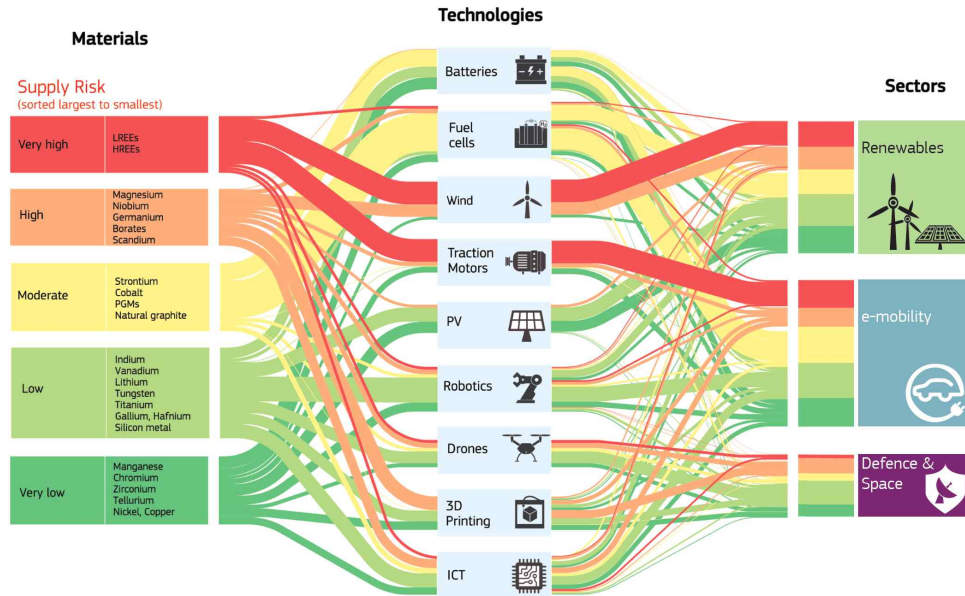 Technologies
Materials
Sectors
Supply Risk
(sorted largest to smallest)
Very high
LREEs
HREEs
High
Magnesium
Niobium
Germanium
Borates
Scandium
Moderate
Strontium
Cobalt
PGMs
Natural graphite
Low
Indium
Vanadium
Lithium
Tungsten
Titanium
Gallium, Hafnium
Silicon metal
Very low
Manganese
Chromium
Zirconium
Tellurium
Nickel, Copper
Batteries
Fuel
cells
H₂
Wind
Traction
Motors
PV
Robotics
Drones
3D
Printing
ICT
Renewables
e-mobility
Defence &
Space